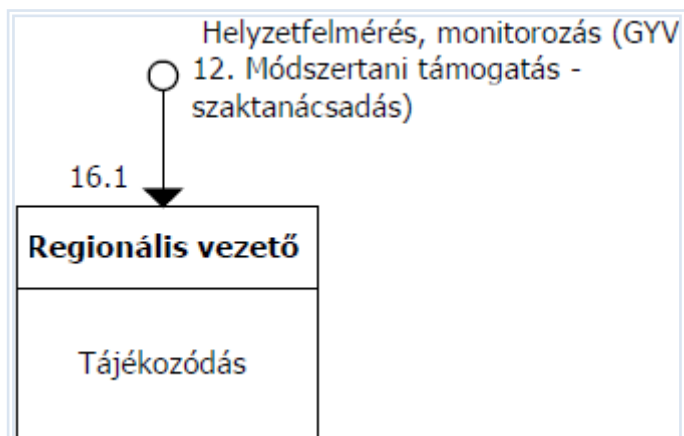 Helyzetfelmérés, monitorozás (GYV
12. Módszertani támogatás -
szaktanácsadás)
16.1
Regionális vezető
Tájékozódás